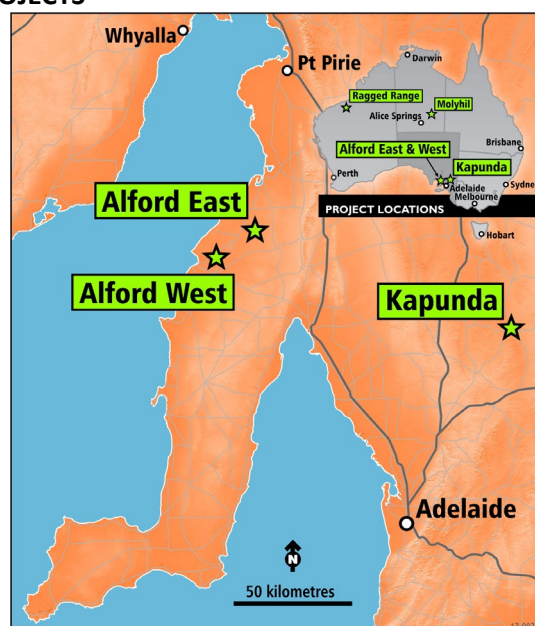 Whyalla
Pt Pirie
Darwin
Ragged Range
Molyhil
Alice Springs
Alford East & West
Kapunda
Brisbane
Perth
Adelaide
Melbourne
PROJECT LOCATIONS
Hobart
Alford East
Alford West
Kapunda
Adelaide
N
50 kilometres